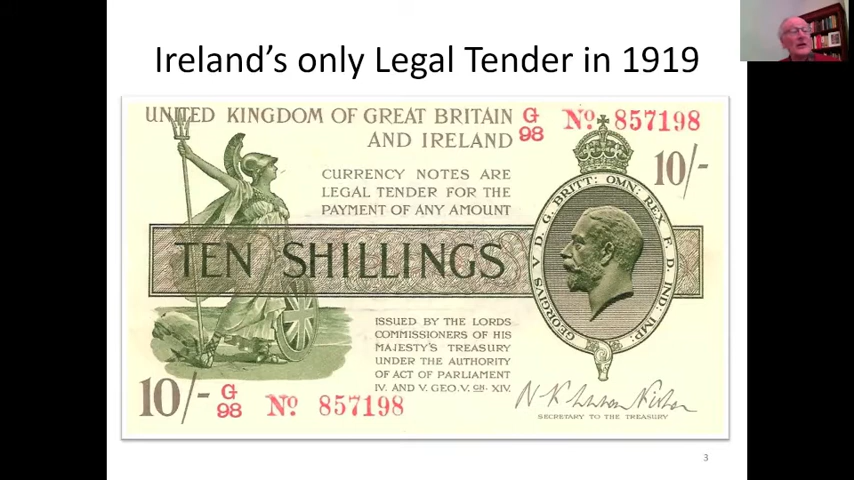 Ireland's only Legal Tender in 1919
UNITED KINGDOM OF GREAT BRITAIN
AND IRELAND
G
98
Nº 857198
10/-
CURRENCY NOTES ARE
LEGAL TENDER FOR THE
PAYMENT OF ANY AMOUNT
TEN SHILLINGS
GEORGIVS V D. G. BRITT: OMN: REX F. D. IND: IMP:
ISSUED BY THE LORDS
COMMISSIONERS OF HIS
MAJESTY'S TREASURY
UNDER THE AUTHORITY
OF ACT OF PARLIAMENT
IV. AND V. GEO. V. CH. XIV.
10/-
G
98
Nº 857198
SECRETARY TO THE TREASURY
3